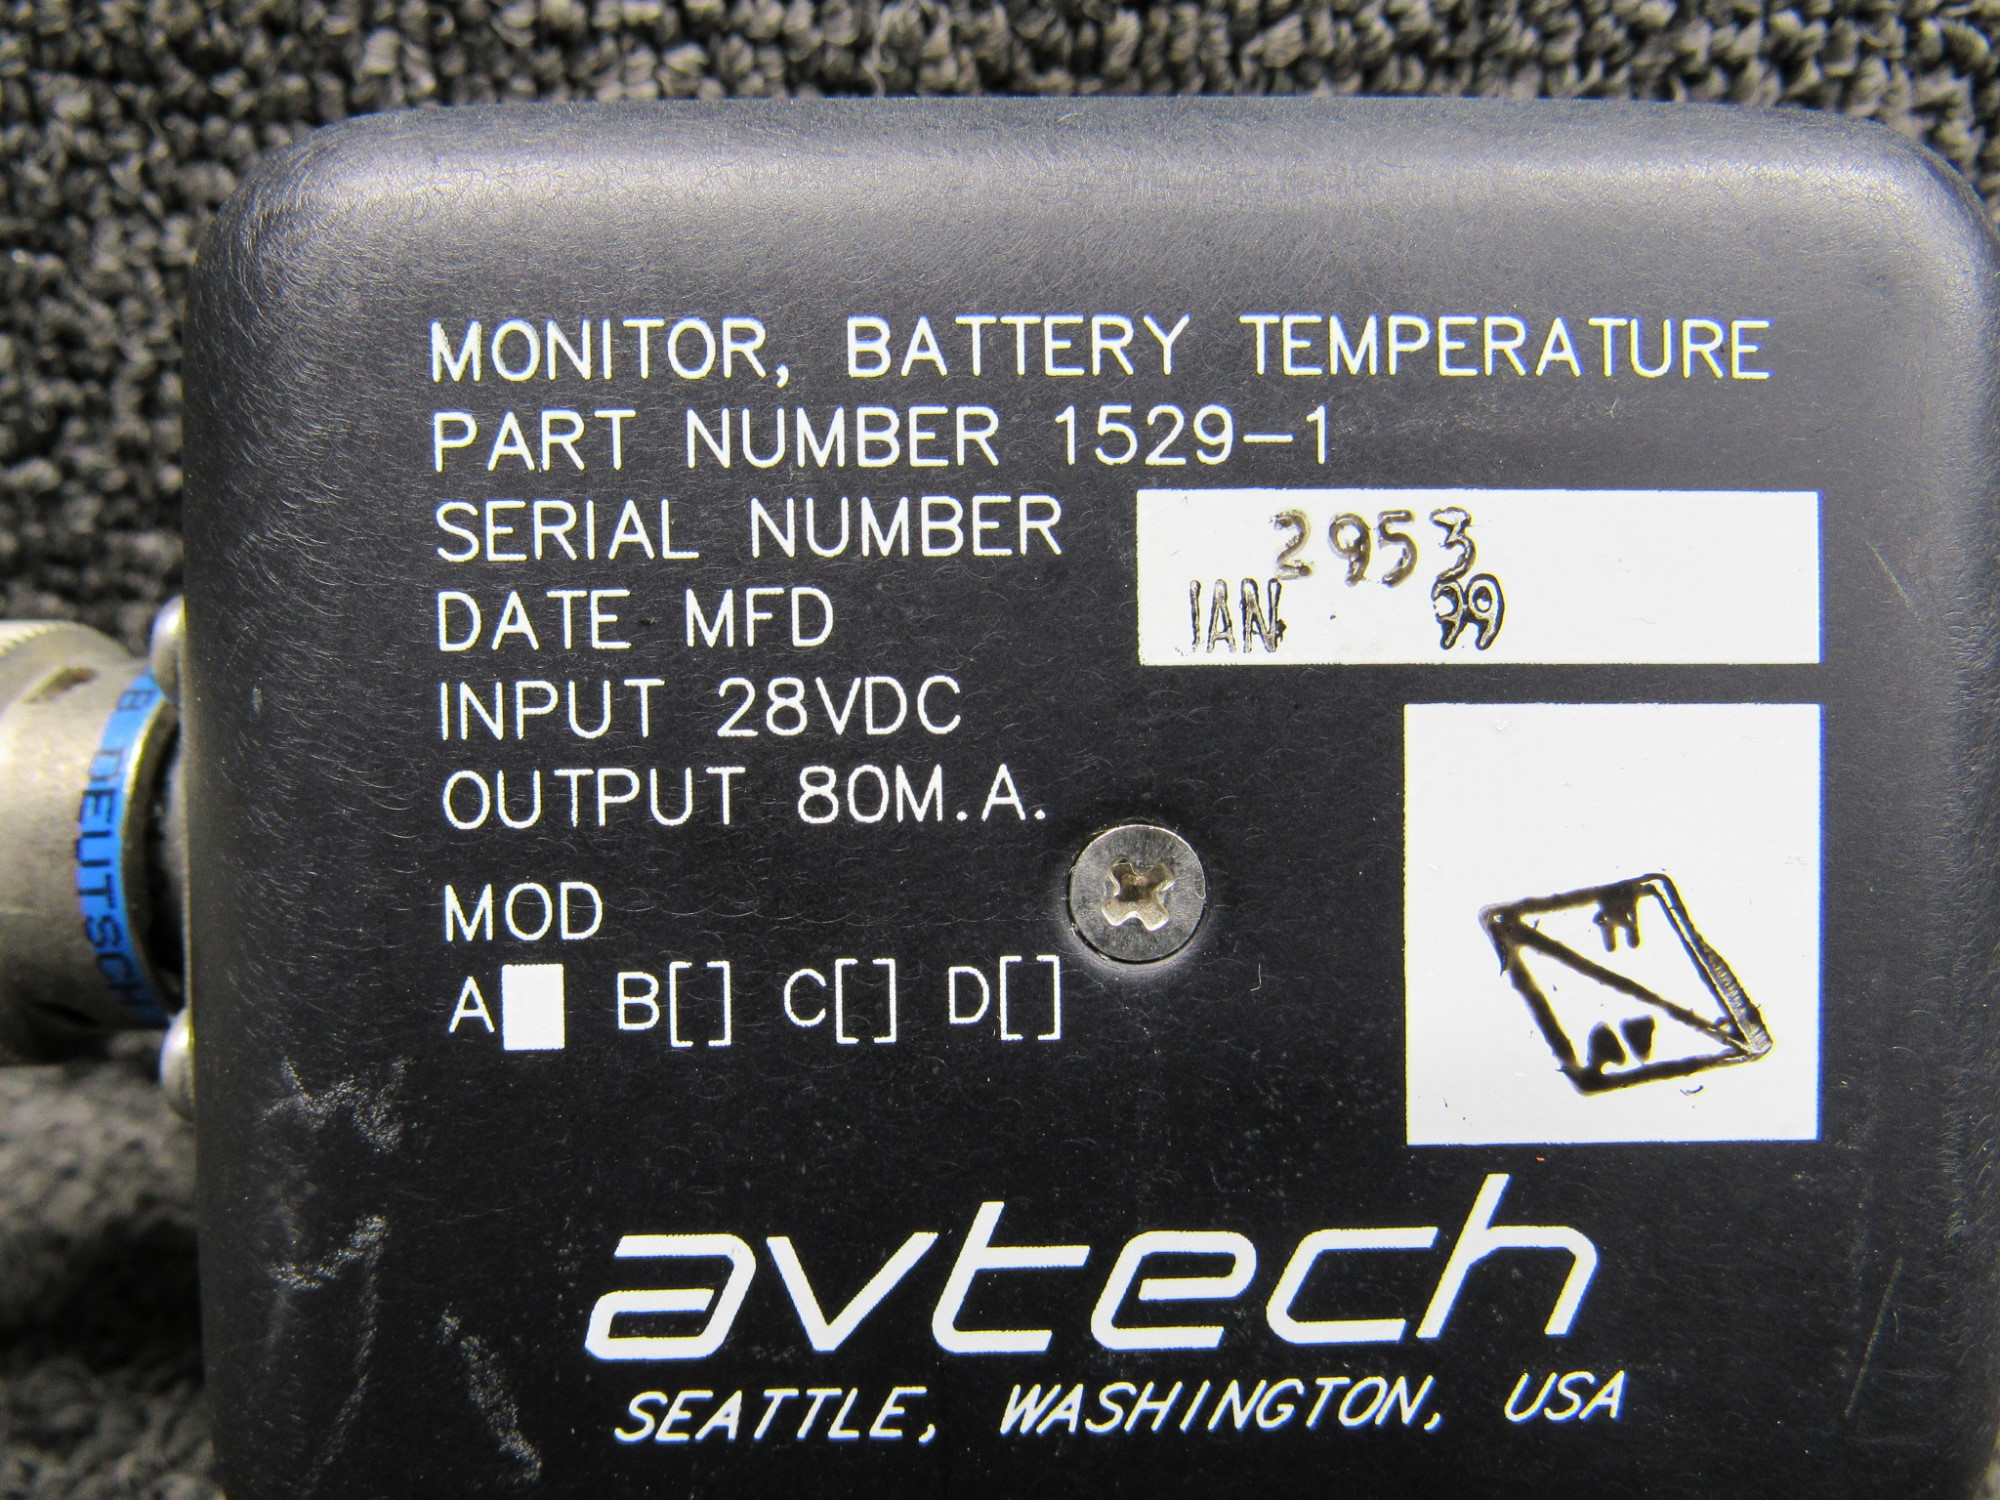 MONITOR, BATTERY TEMPERATURE
PART NUMBER 1529-1
SERIAL NUMBER 2953
DATE MFD JAN 99
INPUT 28VDC
OUTPUT 80M.A.
MOD
A B[] C[] D[]
avtech
SEATTLE, WASHINGTON, USA
DEUTSCH